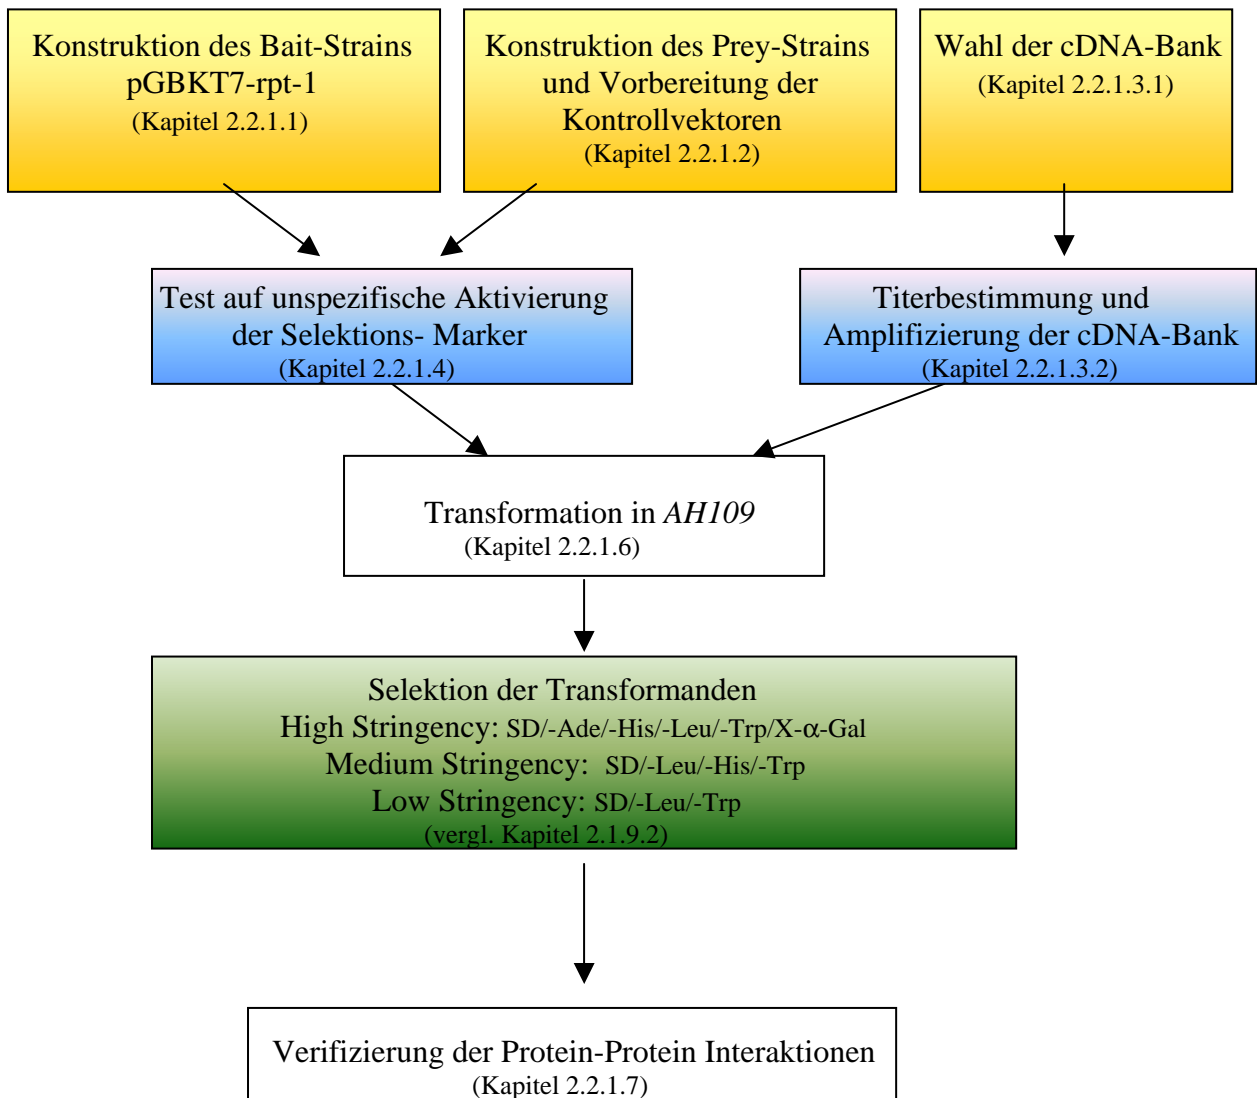 Konstruktion des Bait-Strains
pGBKT7-rpt-1
(Kapitel 2.2.1.1)
Konstruktion des Prey-Strains
und Vorbereitung der
Kontrollvektoren
(Kapitel 2.2.1.2)
Wahl der cDNA-Bank
(Kapitel 2.2.1.3.1)
Test auf unspezifische Aktivierung
der Selektions- Marker
(Kapitel 2.2.1.4)
Titerbestimmung und
Amplifizierung der cDNA-Bank
(Kapitel 2.2.1.3.2)
Transformation in AH109
(Kapitel 2.2.1.6)
Selektion der Transformanden
High Stringency: SD/-Ade/-His/-Leu/-Trp/X-α-Gal
Medium Stringency: SD/-Leu/-His/-Trp
Low Stringency: SD/-Leu/-Trp
(vergl. Kapitel 2.1.9.2)
Verifizierung der Protein-Protein Interaktionen
(Kapitel 2.2.1.7)